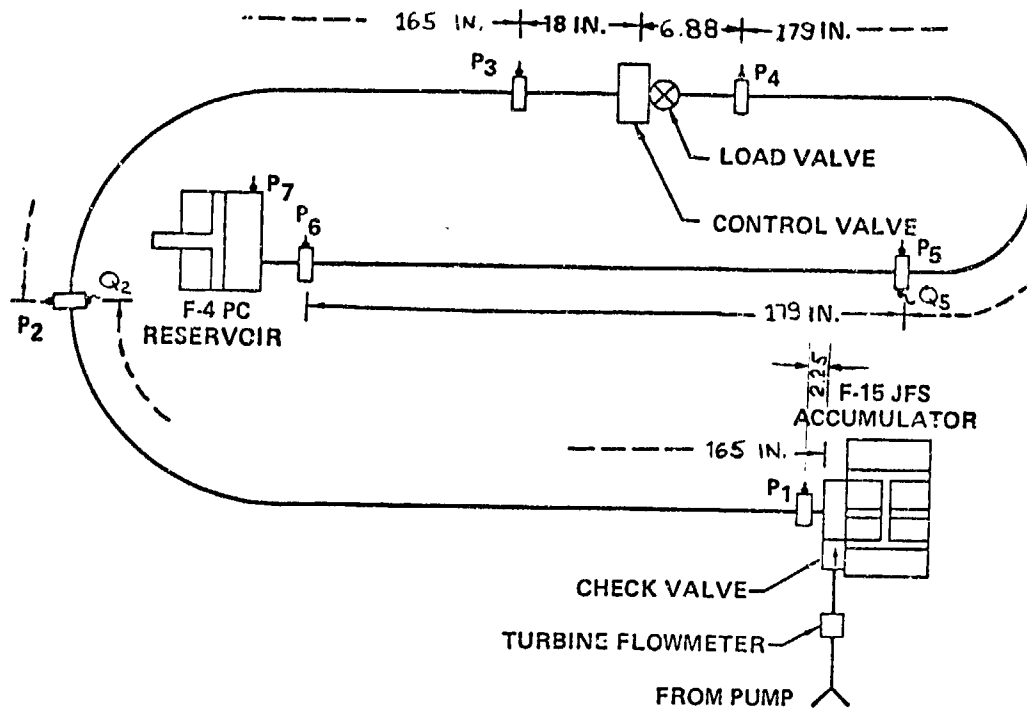 165 IN. 18 IN. 6.88 179 IN.
P3
P4
LOAD VALVE
CONTROL VALVE
P7
P6
P5
Q5
Q2
P2
F-4 PC
RESERVOIR
179 IN.
2.25
F-15 JFS
ACCUMULATOR
165 IN.
P1
CHECK VALVE
TURBINE FLOWMETER
FROM PUMP